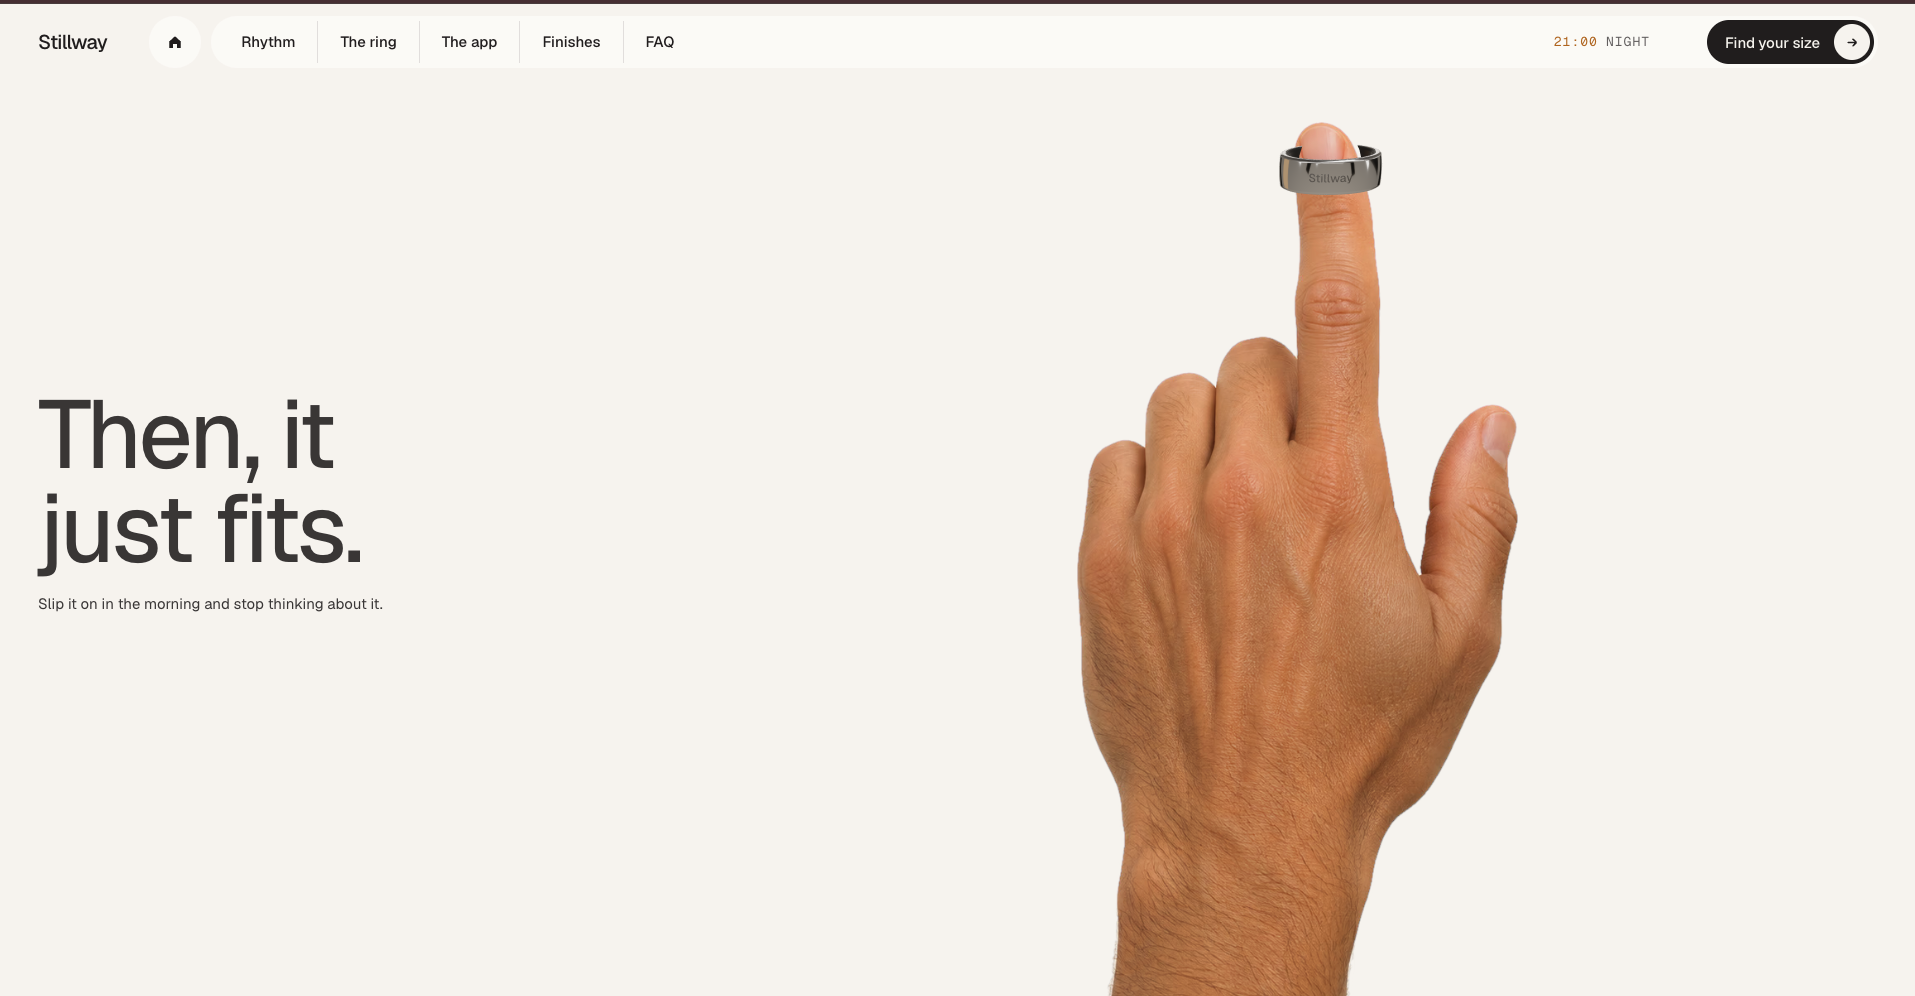 Stillway
Rhythm
The ring
The app
Finishes
FAQ
21:00 NIGHT
Find your size
Stillway
Then, it
just fits.
Slip it on in the morning and stop thinking about it.